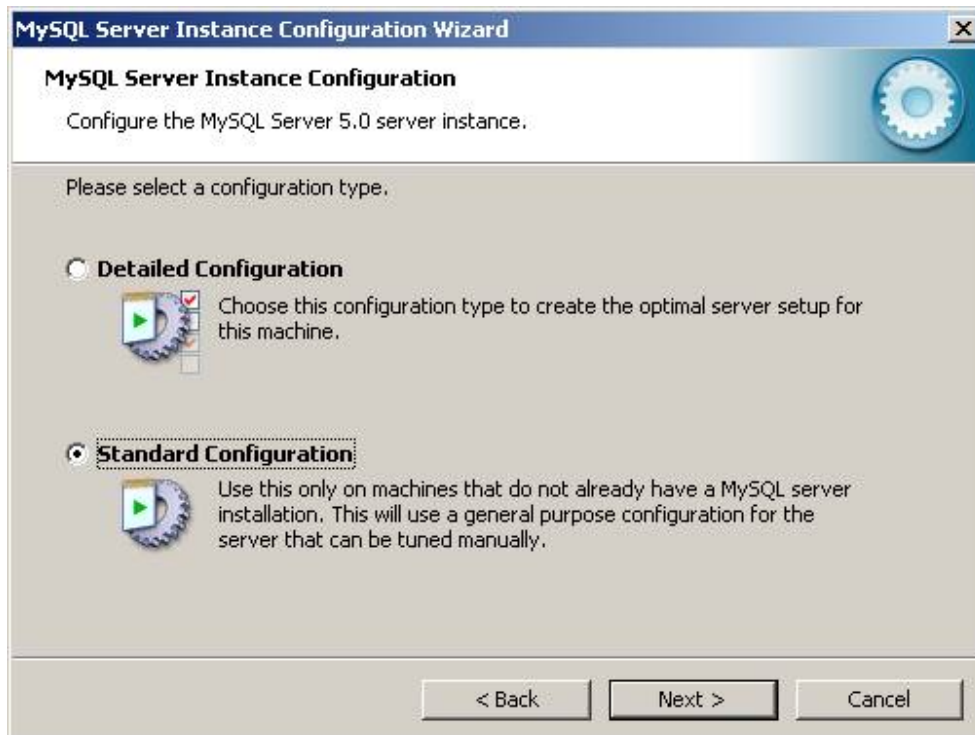 MySQL Server Instance Configuration Wizard
MySQL Server Instance Configuration
Configure the MySQL Server 5.0 server instance.
Please select a configuration type.
Detailed Configuration
Choose this configuration type to create the optimal server setup for
this machine.
Standard Configuration
Use this only on machines that do not already have a MySQL server
installation. This will use a general purpose configuration for the
server that can be tuned manually.
< Back
Next >
Cancel